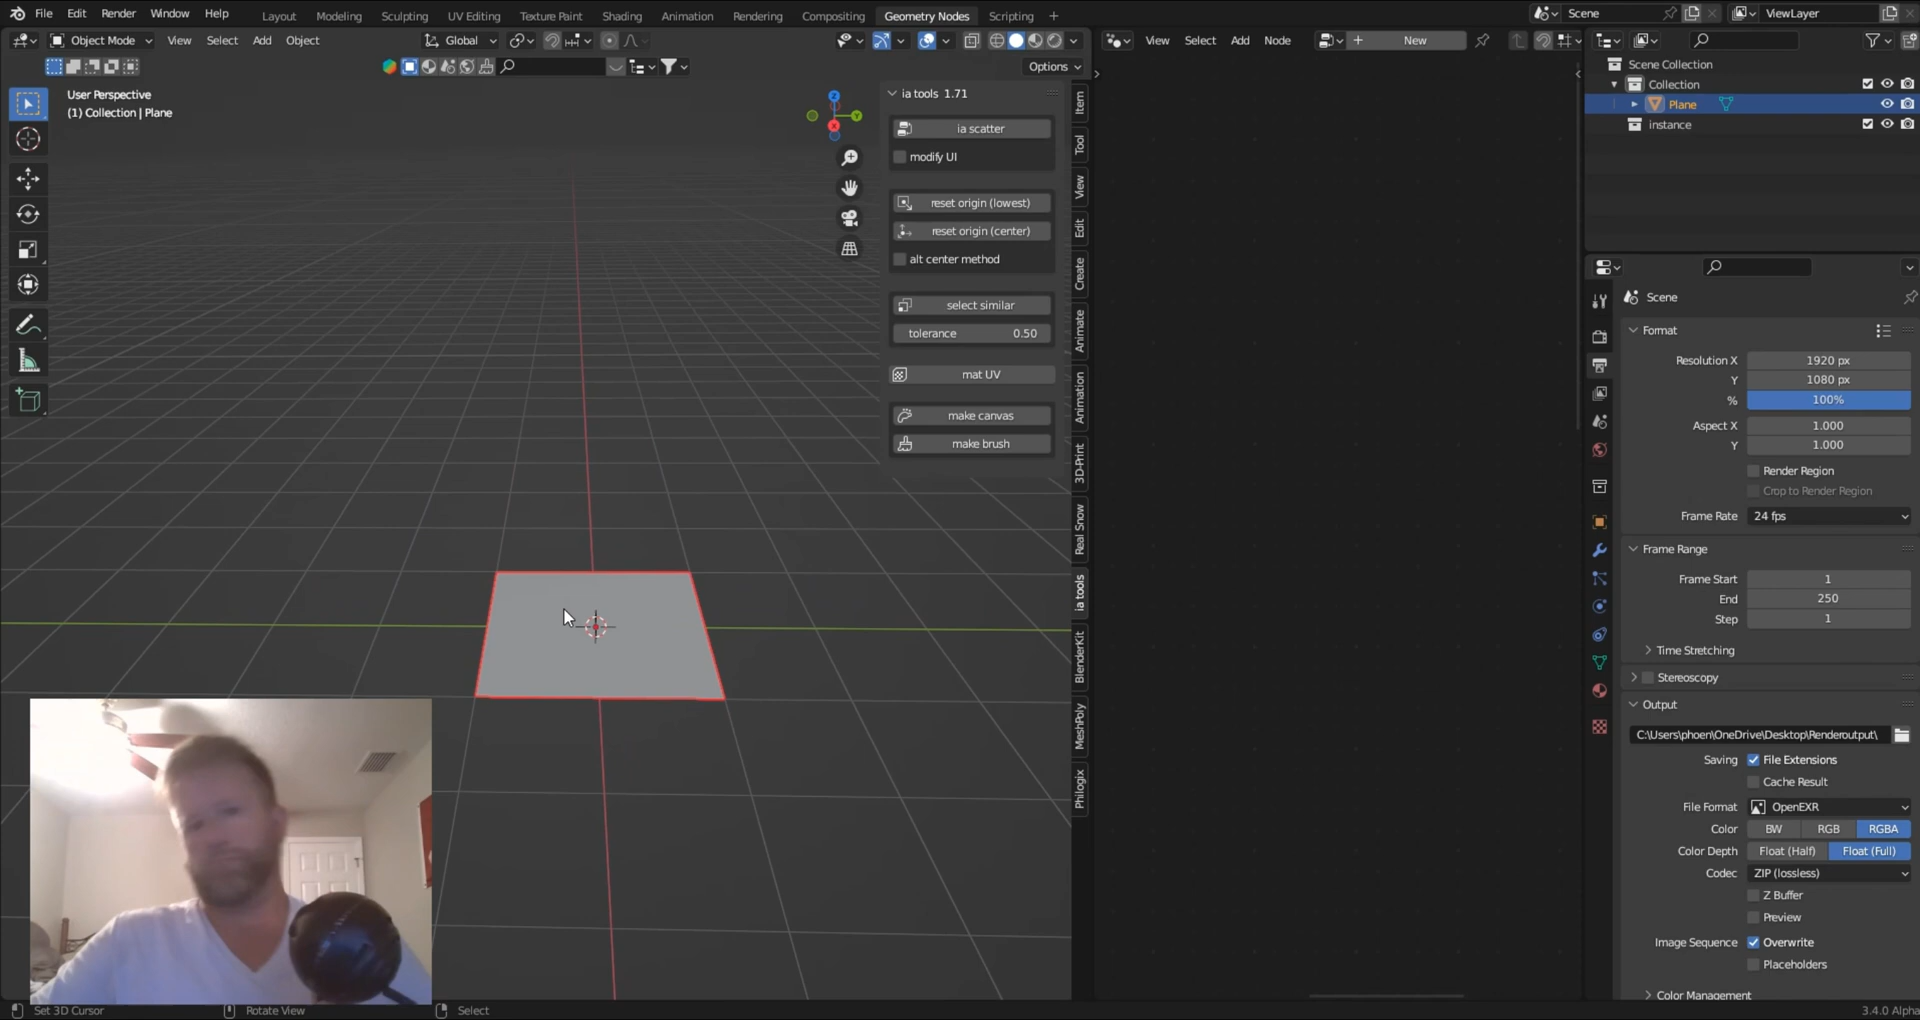 File Edit Render Window Help
Layout Modeling Sculpting UV Editing Texture Paint Shading Animation Rendering Compositing Geometry Nodes Scripting +
Scene
ViewLayer
Object Mode View Select Add Object
Global
View Select Add Node
+ New
Options
User Perspective
(1) Collection | Plane
Z
Y
X
ia tools 1.71
ia scatter
modify UI
reset origin (lowest)
reset origin (center)
alt center method
select similar
tolerance 0.50
mat UV
make canvas
make brush
Item
Tool
View
Edit
Create
Animate
Animation
3D-Print
Real Snow
ia tools
BlenderKit
MeshPoly
Philogix
Scene Collection
Collection
Plane
instance
Scene
Format
Resolution X 1920 px
Y 1080 px
% 100%
Aspect X 1.000
Y 1.000
Render Region
Crop to Render Region
Frame Rate 24 fps
Frame Range
Frame Start 1
End 250
Step 1
Time Stretching
Stereoscopy
Output
C:\Users\phoen\OneDrive\Desktop\Renderoutput\
Saving File Extensions
Cache Result
File Format OpenEXR
Color BW RGB RGBA
Color Depth Float (Half) Float (Full)
Codec ZIP (lossless)
Z Buffer
Preview
Image Sequence Overwrite
Placeholders
Color Management
Set 3D Cursor Rotate View Select
3.4.0 Alpha